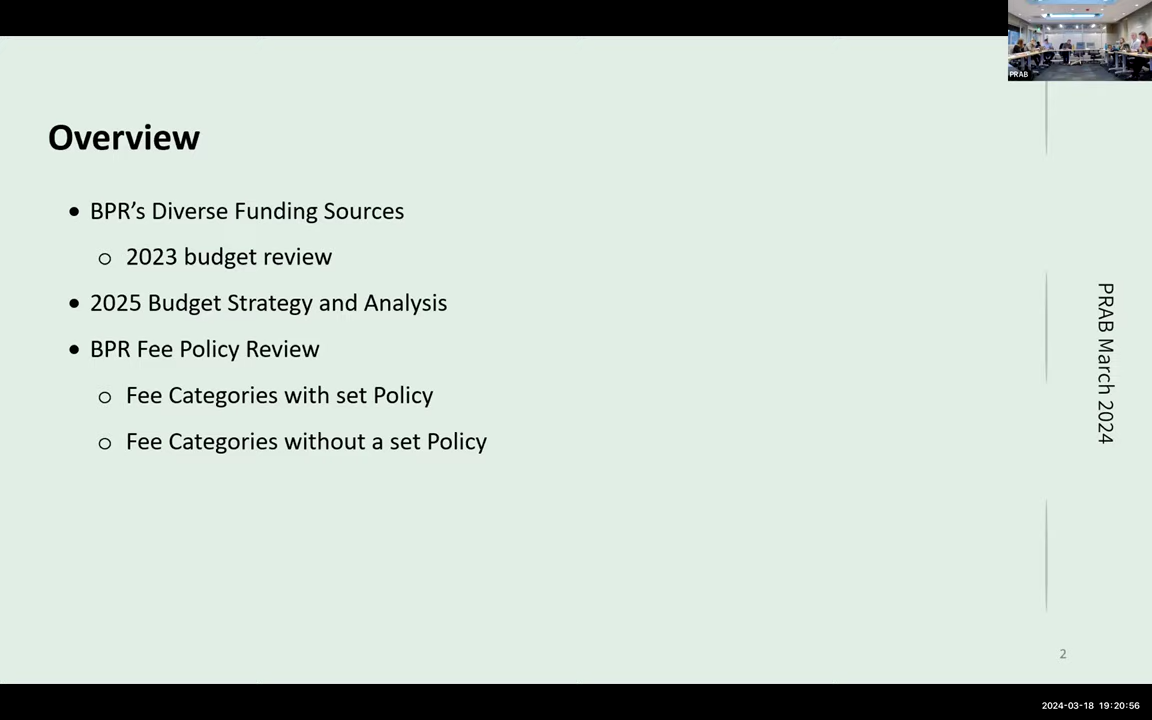 PRAB
Overview
• BPR’s Diverse Funding Sources
o 2023 budget review
• 2025 Budget Strategy and Analysis
• BPR Fee Policy Review
o Fee Categories with set Policy
o Fee Categories without a set Policy
PRAB March 2024
2
2024-03-18 19:20:56